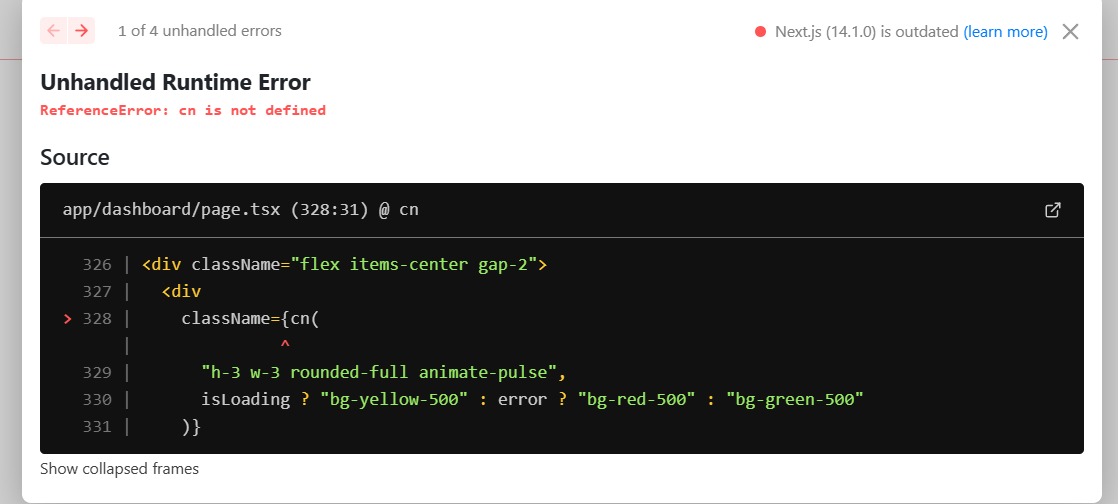 ← → 1 of 4 unhandled errors
Next.js (14.1.0) is outdated (learn more)
Unhandled Runtime Error
ReferenceError: cn is not defined
Source
app/dashboard/page.tsx (328:31) @ cn
326 | <div className="flex items-center gap-2">
327 |   <div
> 328 |     className={cn(
|               ^
329 |       "h-3 w-3 rounded-full animate-pulse",
330 |       isLoading ? "bg-yellow-500" : error ? "bg-red-500" : "bg-green-500"
331 |     )}
Show collapsed frames